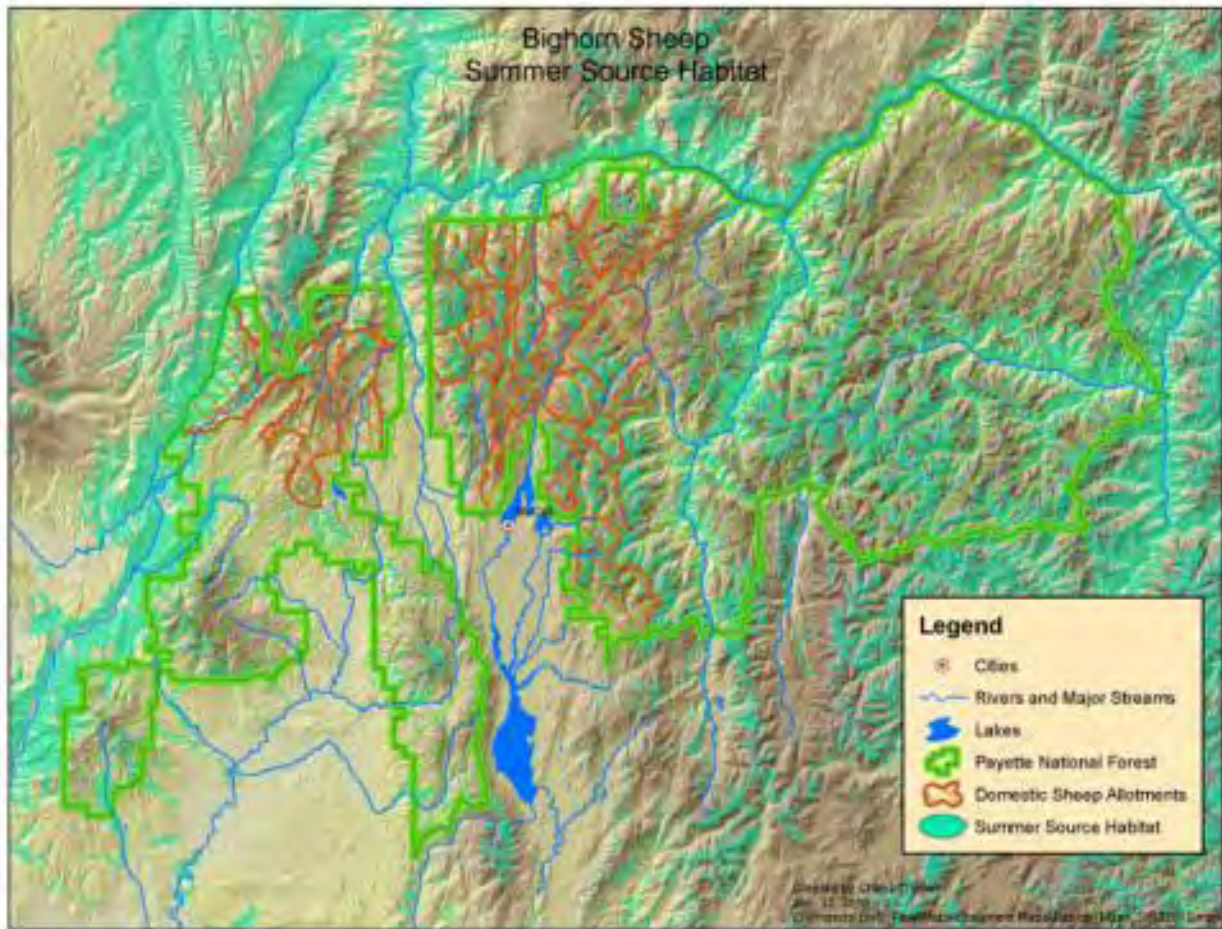 Bighorn Sheep
Summer Source Habitat
Legend
Cities
Rivers and Major Streams
Lakes
Payette National Forest
Domestic Sheep Allotments
Summer Source Habitat